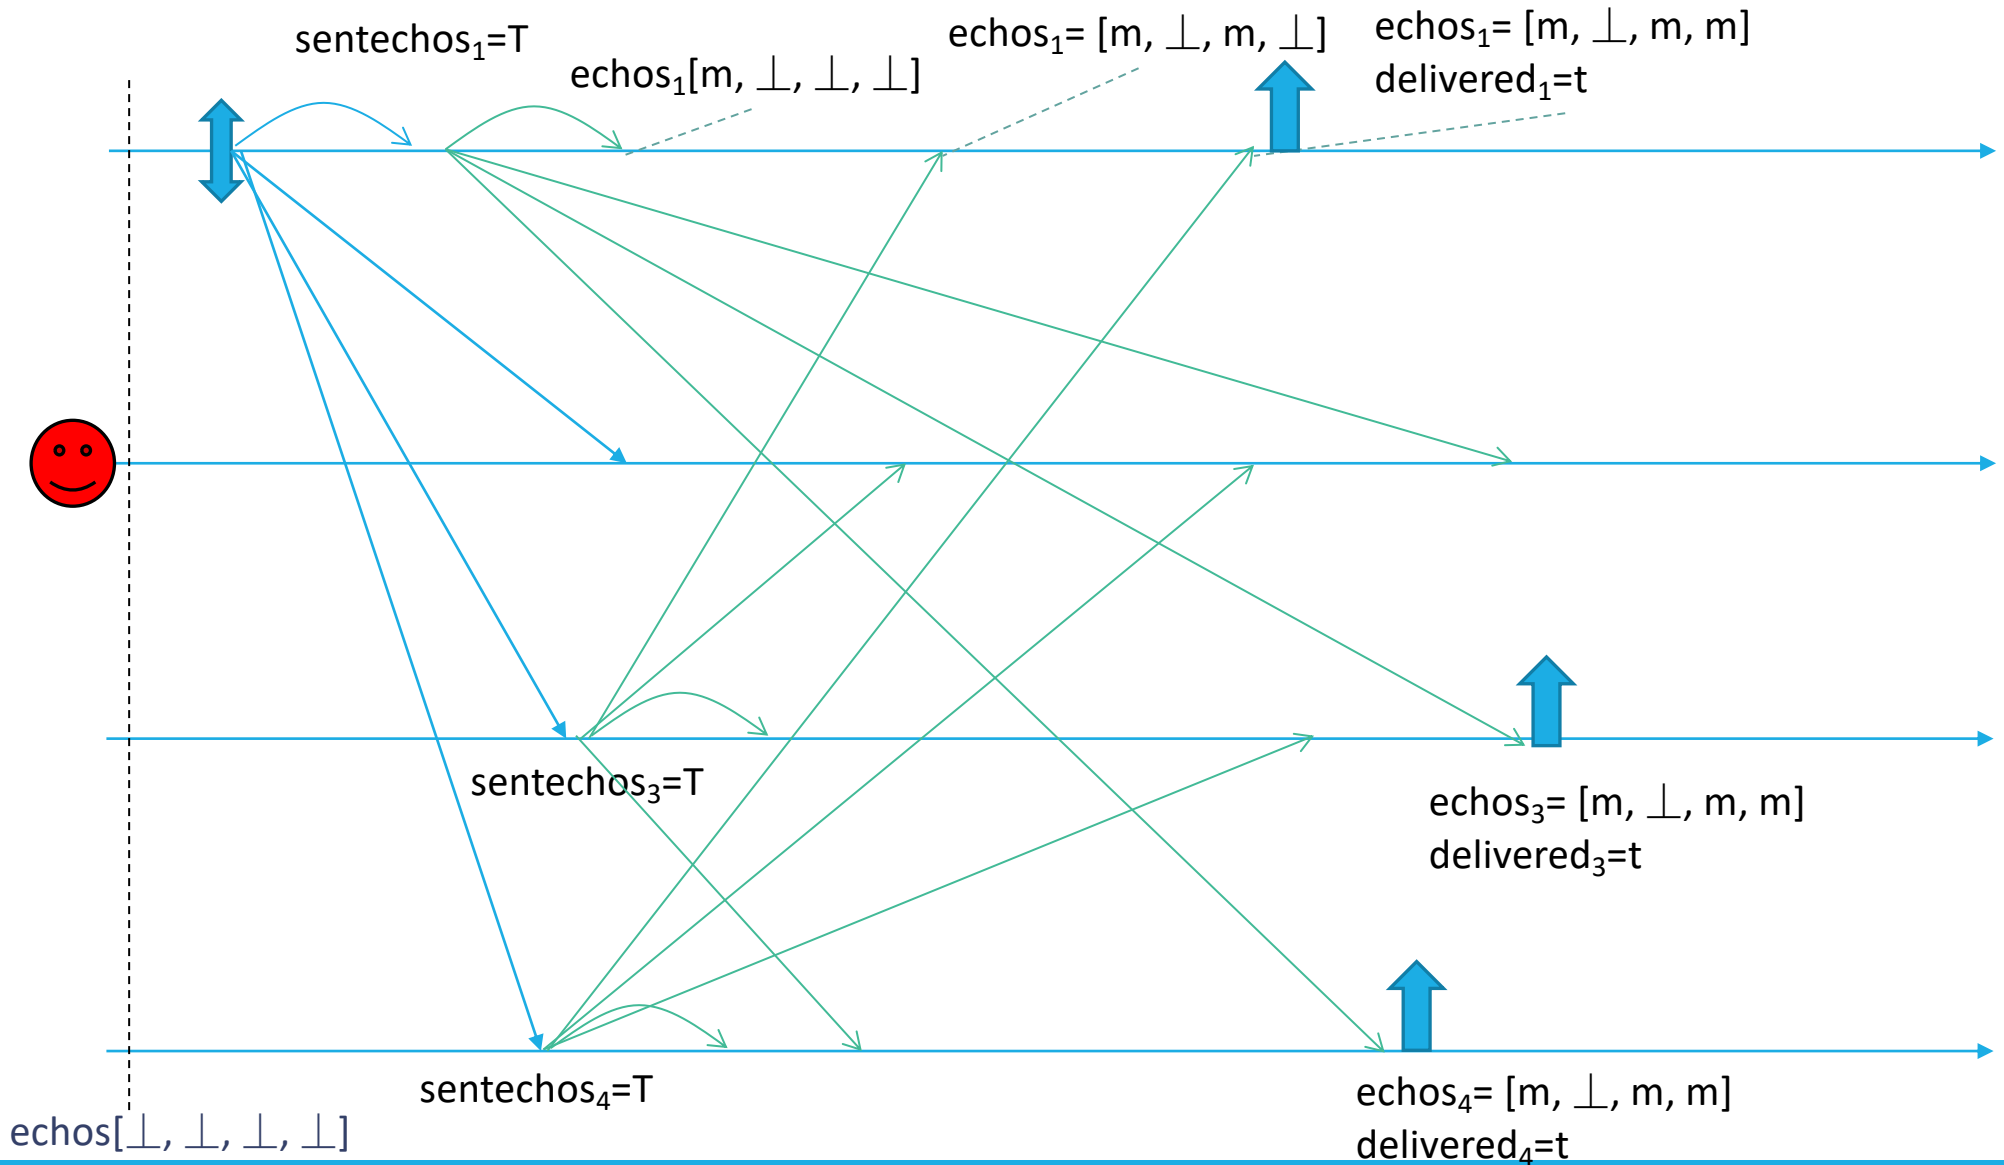 sentechos₁=T
echos₁[m, ⊥, ⊥, ⊥]
echos₁= [m, ⊥, m, ⊥]
echos₁= [m, ⊥, m, m]
delivered₁=t
sentechos₃=T
echos₃= [m, ⊥, m, m]
delivered₃=t
sentechos₄=T
echos₄= [m, ⊥, m, m]
delivered₄=t
echos[⊥, ⊥, ⊥, ⊥]